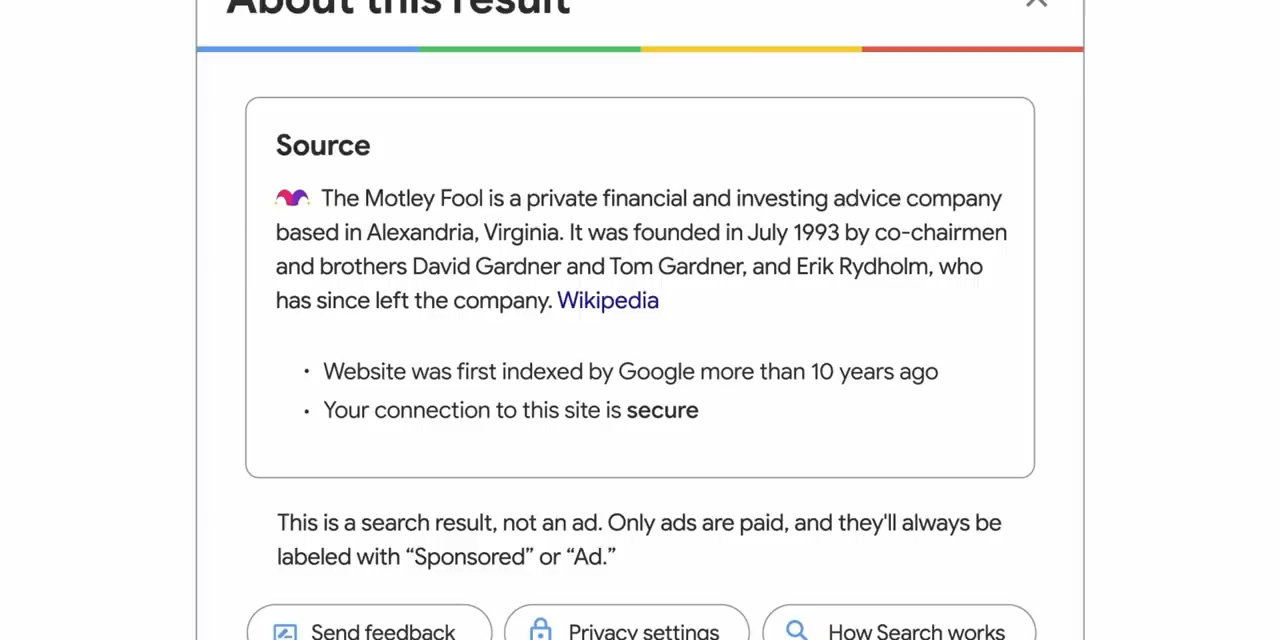 About this result
Source
The Motley Fool is a private financial and investing advice company
based in Alexandria, Virginia. It was founded in July 1993 by co-chairmen
and brothers David Gardner and Tom Gardner, and Erik Rydholm, who
has since left the company. Wikipedia
• Website was first indexed by Google more than 10 years ago
• Your connection to this site is secure
This is a search result, not an ad. Only ads are paid, and they'll always be
labeled with “Sponsored” or “Ad.”
Send feedback
Privacy settings
How Search works